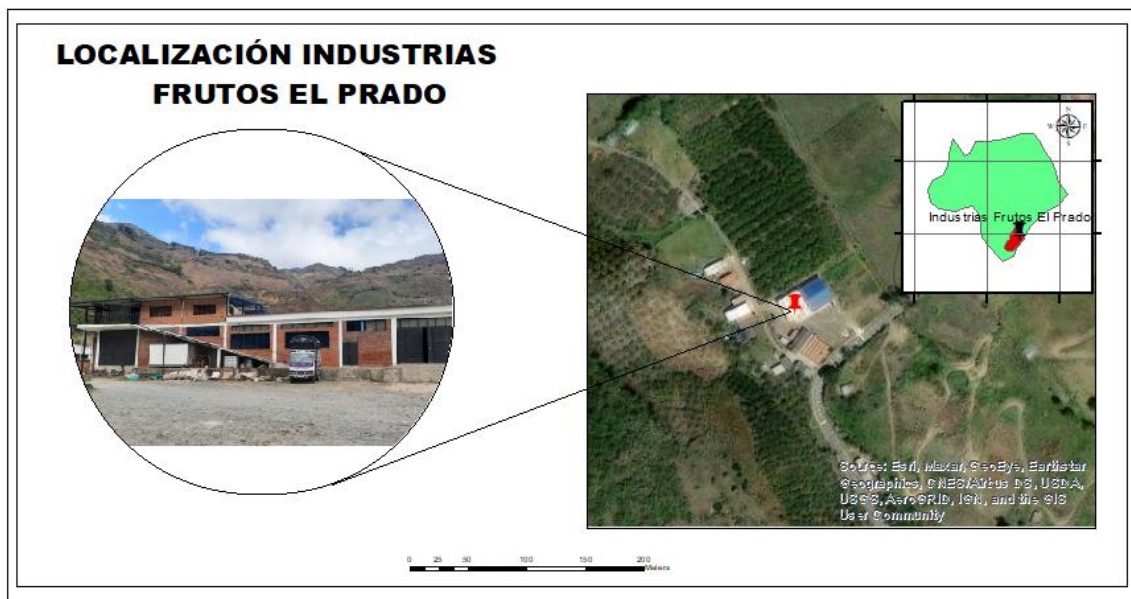 LOCALIZACIÓN INDUSTRIAS
FRUTOS EL PRADO
N
W E
S
Industrias Frutos El Prado
Source: Esri, Maxar, GeoEye, Earthstar
Geographics, CNES/Airbus DS, USDA,
USGS, AeroGRID, IGN, and the GIS
User Community
0 25 50 100 150 200
Meters